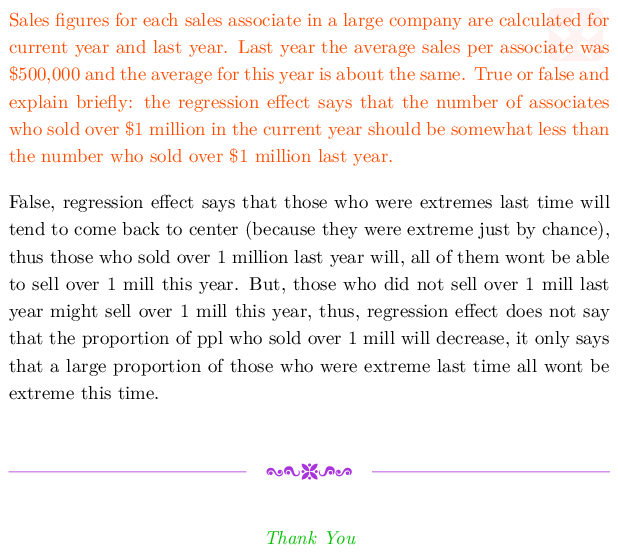 Sales figures for each sales associate in a large company are calculated for
current year and last year. Last year the average sales per associate was
$500,000 and the average for this year is about the same. True or false and
explain briefly: the regression effect says that the number of associates
who sold over $1 million in the current year should be somewhat less than
the number who sold over $1 million last year.
False, regression effect says that those who were extremes last time will
tend to come back to center (because they were extreme just by chance),
thus those who sold over 1 million last year will, all of them wont be able
to sell over 1 mill this year. But, those who did not sell over 1 mill last
year might sell over 1 mill this year, thus, regression effect does not say
that the proportion of ppl who sold over 1 mill will decrease, it only says
that a large proportion of those who were extreme last time all wont be
extreme this time.
Thank You